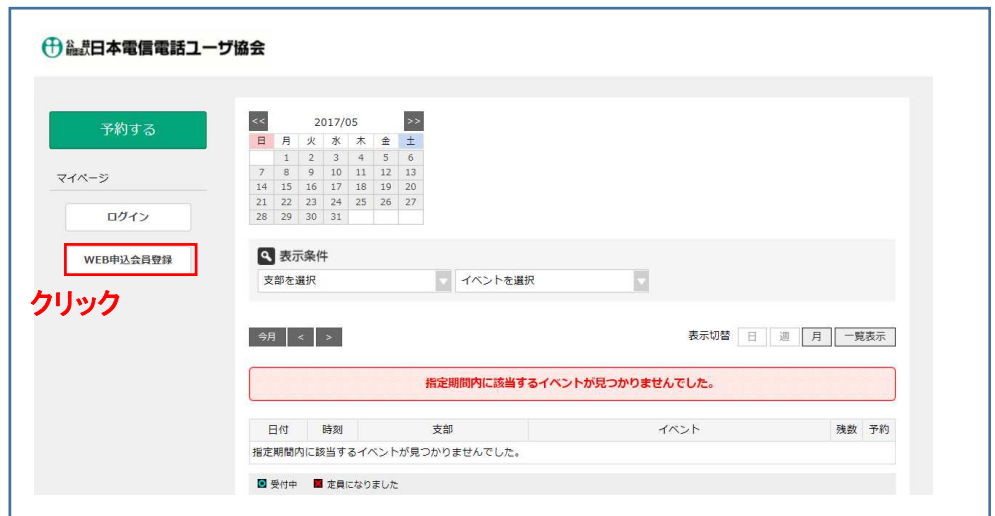 公益財団法人日本電信電話ユーザ協会
予約する
マイページ
ログイン
WEB申込会員登録
クリック
<< 2017/05 >>
日 月 火 水 木 金 土
1 2 3 4 5 6
7 8 9 10 11 12 13
14 15 16 17 18 19 20
21 22 23 24 25 26 27
28 29 30 31
表示条件
支部を選択 イベントを選択
今月 < > 表示切替 日 週 月 一覧表示
指定期間内に該当するイベントが見つかりませんでした。
日付 時刻 支部 イベント 残数 予約
指定期間内に該当するイベントが見つかりませんでした。
受付中 定員になりました